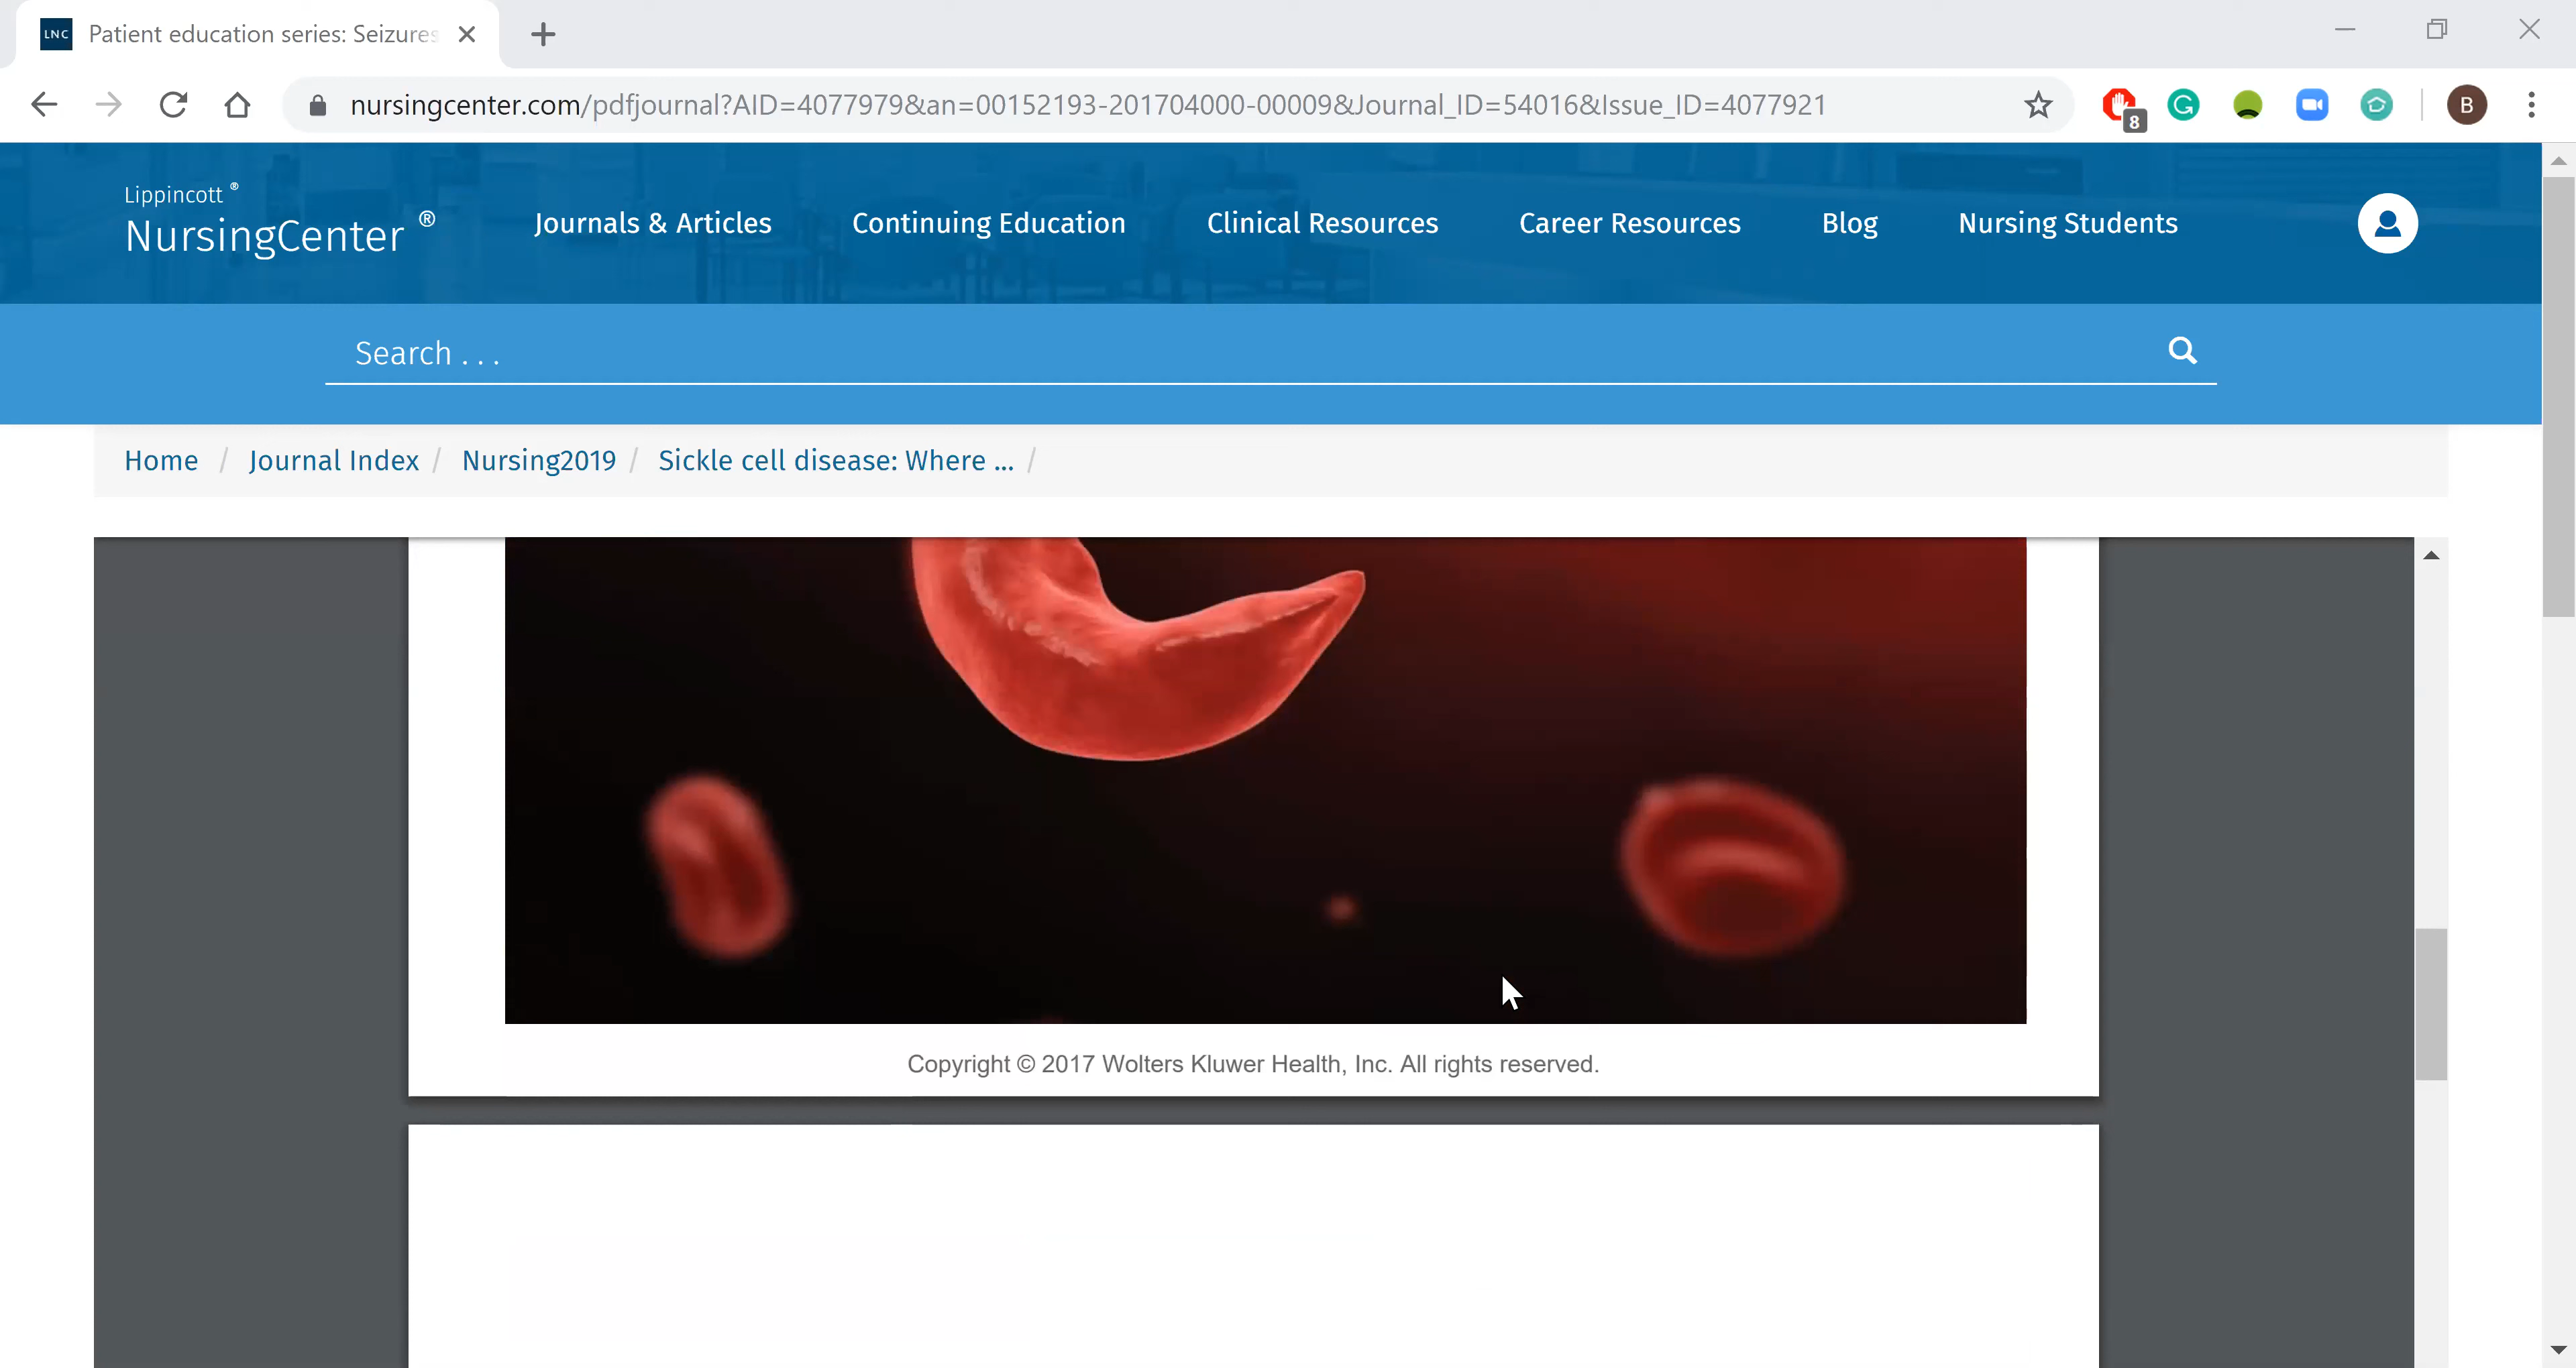 LNC Patient education series: Seizures
nursingcenter.com/pdfjournal?AID=4077979&an=00152193-201704000-00009&Journal_ID=54016&Issue_ID=4077921
8
G
B
Lippincott ®
NursingCenter ®
Journals & Articles Continuing Education Clinical Resources Career Resources Blog Nursing Students
Search . . .
Home / Journal Index / Nursing2019 / Sickle cell disease: Where ... /
Copyright © 2017 Wolters Kluwer Health, Inc. All rights reserved.